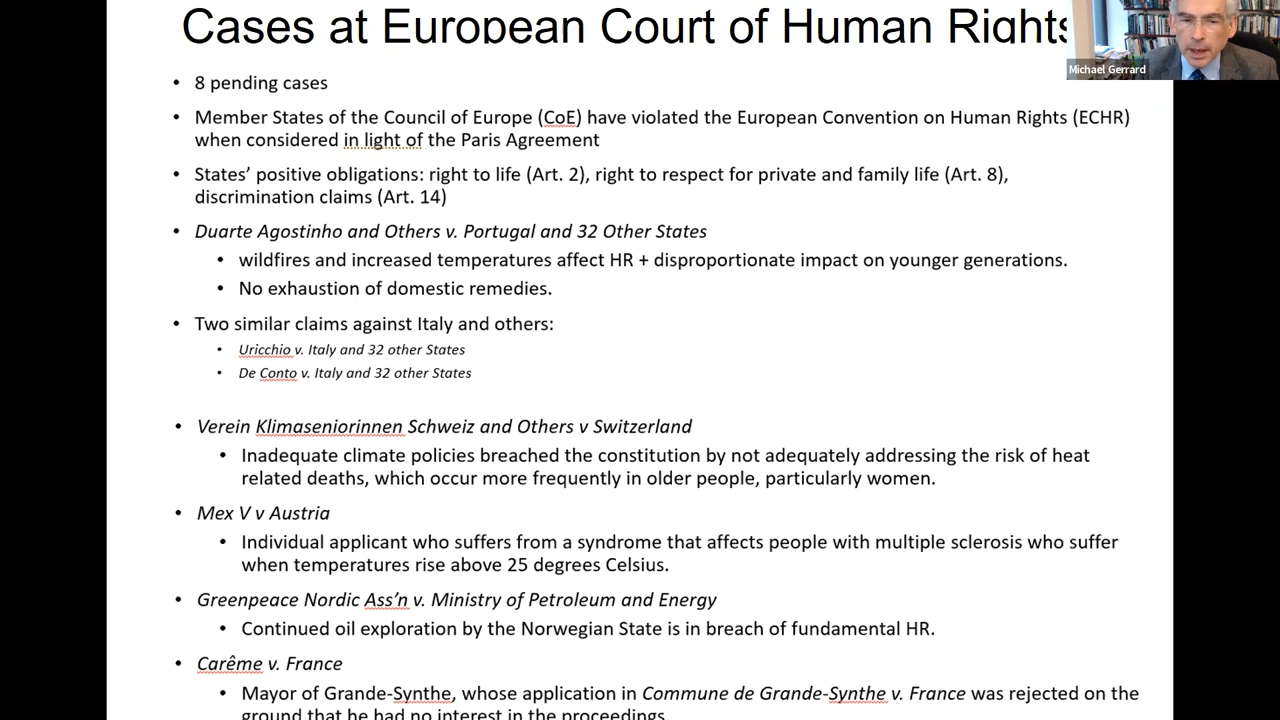 Cases at European Court of Human Rights
Michael Gerrard
• 8 pending cases
• Member States of the Council of Europe (CoE) have violated the European Convention on Human Rights (ECHR)
when considered in light of the Paris Agreement
• States’ positive obligations: right to life (Art. 2), right to respect for private and family life (Art. 8),
discrimination claims (Art. 14)
• Duarte Agostinho and Others v. Portugal and 32 Other States
• wildfires and increased temperatures affect HR + disproportionate impact on younger generations.
• No exhaustion of domestic remedies.
• Two similar claims against Italy and others:
• Uricchio v. Italy and 32 other States
• De Conto v. Italy and 32 other States
• Verein Klimaseniorinnen Schweiz and Others v Switzerland
• Inadequate climate policies breached the constitution by not adequately addressing the risk of heat
related deaths, which occur more frequently in older people, particularly women.
• Mex V v Austria
• Individual applicant who suffers from a syndrome that affects people with multiple sclerosis who suffer
when temperatures rise above 25 degrees Celsius.
• Greenpeace Nordic Ass’n v. Ministry of Petroleum and Energy
• Continued oil exploration by the Norwegian State is in breach of fundamental HR.
• Carême v. France
• Mayor of Grande-Synthe, whose application in Commune de Grande-Synthe v. France was rejected on the
ground that he had no interest in the proceedings.